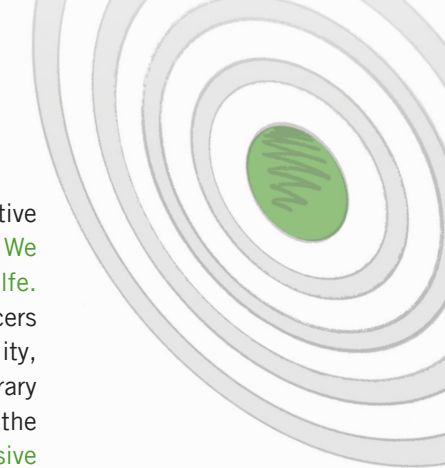 tive
We
lfe.
cers
ity,
rary
the
sive